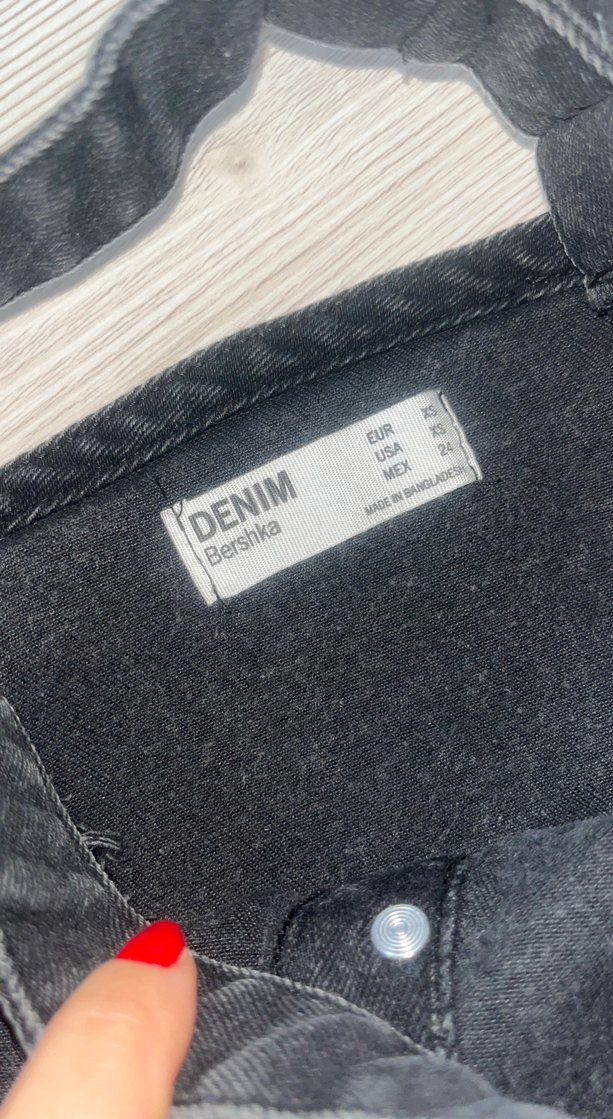 DENIM
Bershka
EUR XS
USA XS
MEX 24
MADE IN BANGLADESH